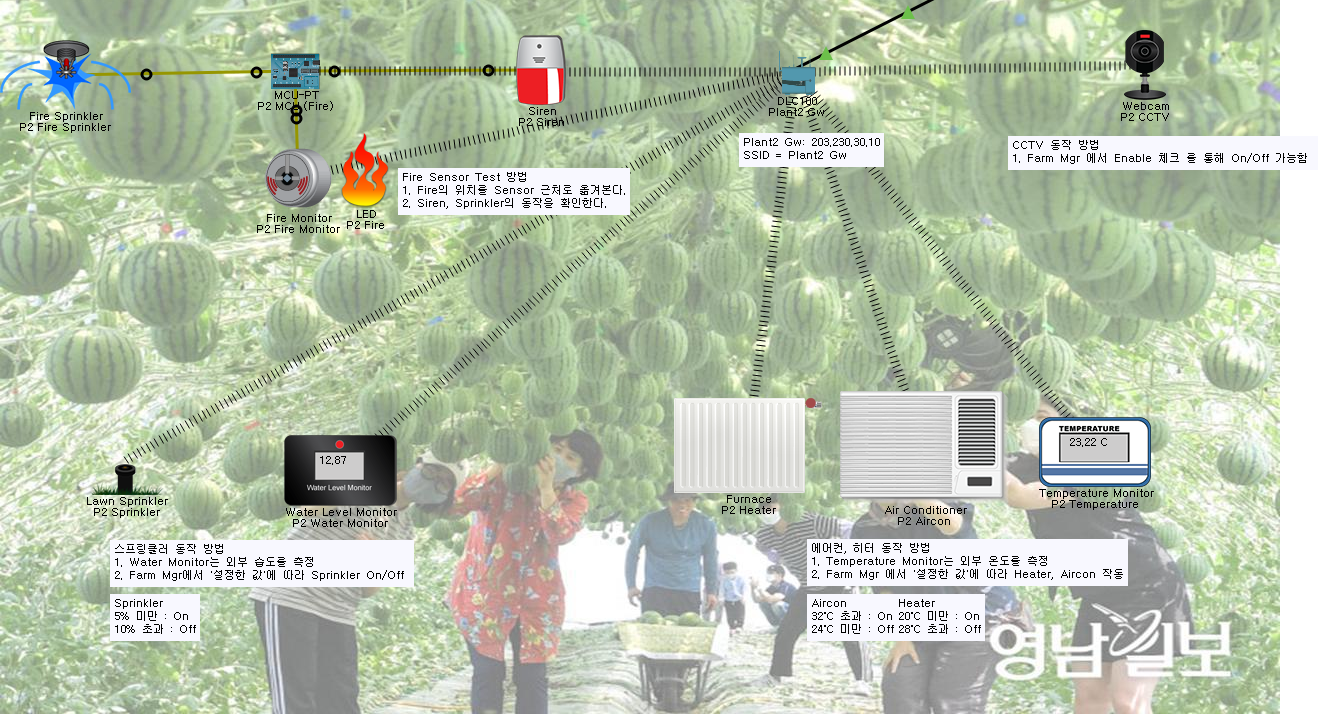 Fire Sprinkler
P2 Fire Sprinkler
MCU-PT
P2 MCU (Fire)
Siren
P2 Siren
DLC100
Plant2 Gw
Webcam
P2 CCTV
Plant2 Gw: 203,230,30,10
SSID = Plant2 Gw
CCTV 동작 방법
1, Farm Mgr 에서 Enable 체크 를 통해 On/Off 가능함
Fire Sensor Test 방법
1, Fire의 위치를 Sensor 근처로 옮겨본다.
2, Siren, Sprinkler의 동작을 확인한다.
Fire Monitor
P2 Fire Monitor
LED
P2 Fire
12,87
Water Level Monitor
TEMPERATURE
23,22 C
Lawn Sprinkler
P2 Sprinkler
Water Level Monitor
P2 Water Monitor
Furnace
P2 Heater
Air Conditioner
P2 Aircon
Temperature Monitor
P2 Temperature
스프링클러 동작 방법
1, Water Monitor는 외부 습도를 측정
2, Farm Mgr에서 '설정한 값'에 따라 Sprinkler On/Off
Sprinkler
5% 미만 : On
10% 초과 : Off
에어컨, 히터 동작 방법
1, Temperature Monitor는 외부 온도를 측정
2, Farm Mgr 에서 '설정한 값'에 따라 Heater, Aircon 작동
Aircon Heater
32℃ 초과 : On 20℃ 미만 : On
24℃ 미만 : Off 28℃ 초과 : Off
영남일보